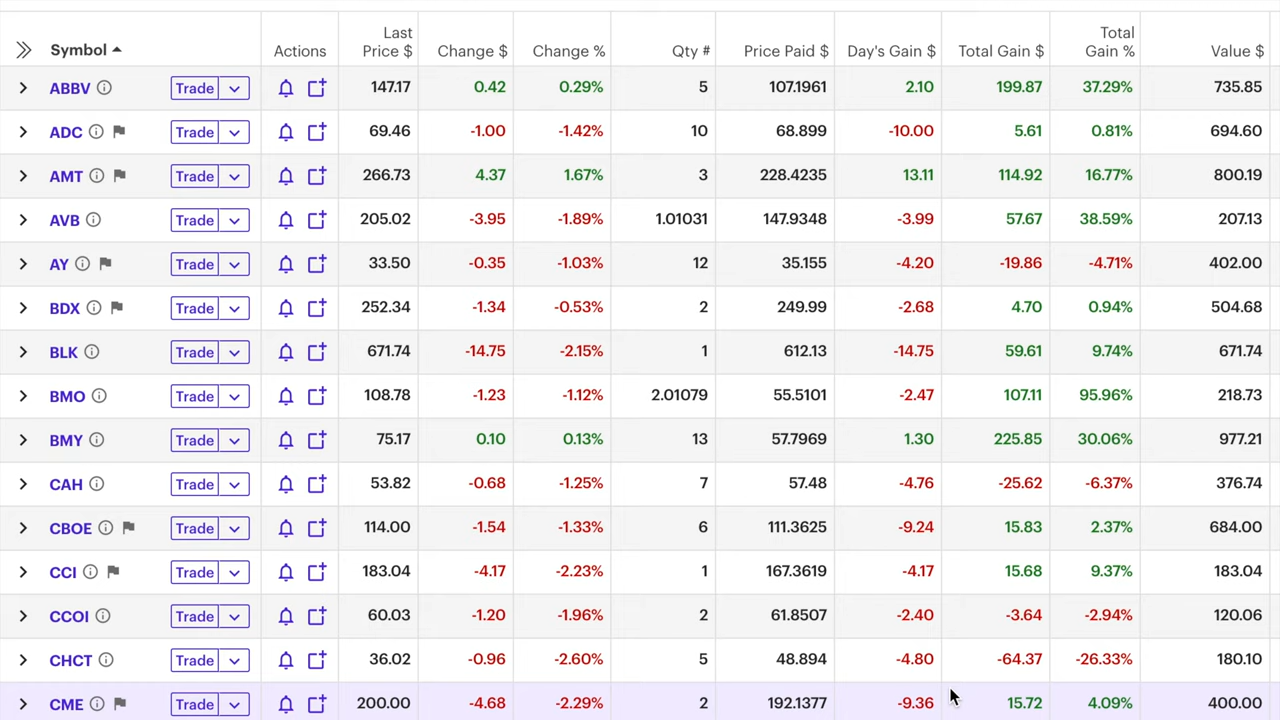 Symbol Actions Last Price $ Change $ Change % Qty # Price Paid $ Day's Gain $ Total Gain $ Total Gain % Value $
ABBV Trade 147.17 0.42 0.29% 5 107.1961 2.10 199.87 37.29% 735.85
ADC Trade 69.46 -1.00 -1.42% 10 68.899 -10.00 5.61 0.81% 694.60
AMT Trade 266.73 4.37 1.67% 3 228.4235 13.11 114.92 16.77% 800.19
AVB Trade 205.02 -3.95 -1.89% 1.01031 147.9348 -3.99 57.67 38.59% 207.13
AY Trade 33.50 -0.35 -1.03% 12 35.155 -4.20 -19.86 -4.71% 402.00
BDX Trade 252.34 -1.34 -0.53% 2 249.99 -2.68 4.70 0.94% 504.68
BLK Trade 671.74 -14.75 -2.15% 1 612.13 -14.75 59.61 9.74% 671.74
BMO Trade 108.78 -1.23 -1.12% 2.01079 55.5101 -2.47 107.11 95.96% 218.73
BMY Trade 75.17 0.10 0.13% 13 57.7969 1.30 225.85 30.06% 977.21
CAH Trade 53.82 -0.68 -1.25% 7 57.48 -4.76 -25.62 -6.37% 376.74
CBOE Trade 114.00 -1.54 -1.33% 6 111.3625 -9.24 15.83 2.37% 684.00
CCI Trade 183.04 -4.17 -2.23% 1 167.3619 -4.17 15.68 9.37% 183.04
CCOI Trade 60.03 -1.20 -1.96% 2 61.8507 -2.40 -3.64 -2.94% 120.06
CHCT Trade 36.02 -0.96 -2.60% 5 48.894 -4.80 -64.37 -26.33% 180.10
CME Trade 200.00 -4.68 -2.29% 2 192.1377 -9.36 15.72 4.09% 400.00